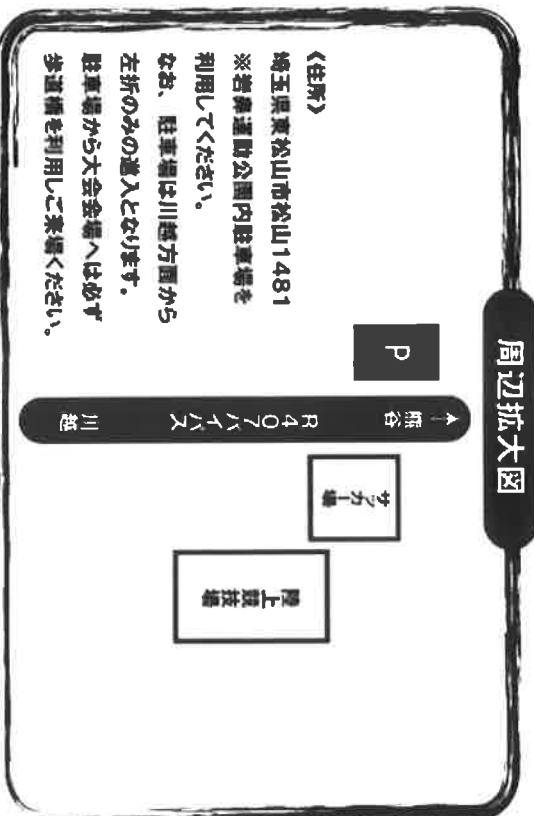 周辺拡大図
《住所》
埼玉県東松山市松山1481
※岩鼻運動公園内駐車場を
利用してください。
なお、駐車場は川越方面から
左折のみの進入となります。
駐車場から大会会場へは必ず
歩道橋を利用しご来場ください。
P
↑熊谷
R407バイパス
川越
サッカー場
陸上競技場